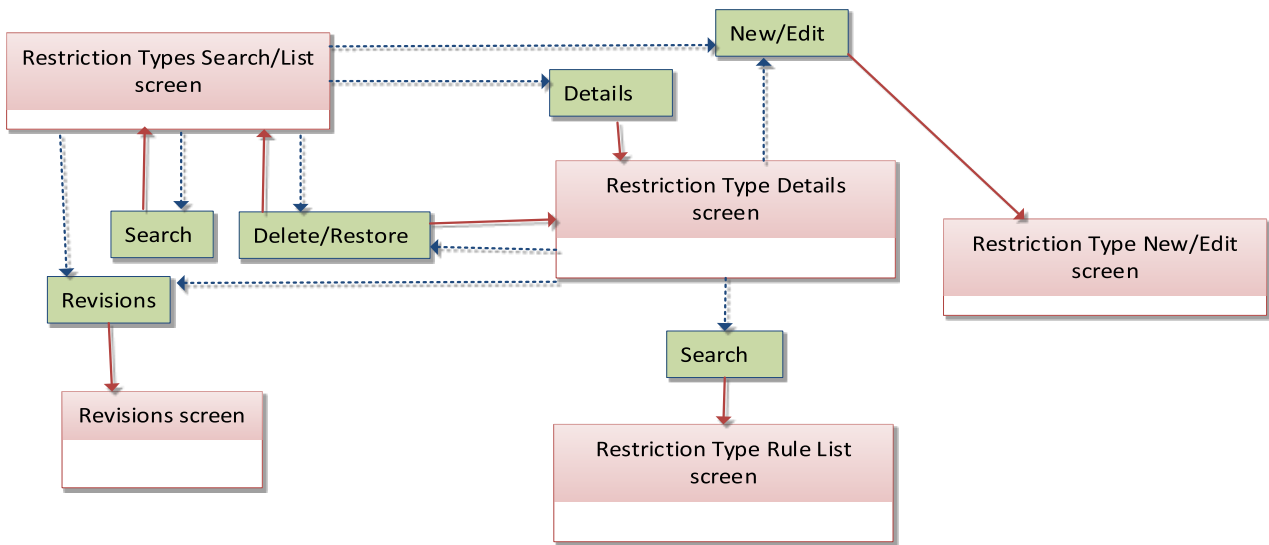 New/Edit
Restriction Types Search/List
screen
Details
Restriction Type Details
screen
Search
Delete/Restore
Restriction Type New/Edit
screen
Revisions
Search
Revisions screen
Restriction Type Rule List
screen